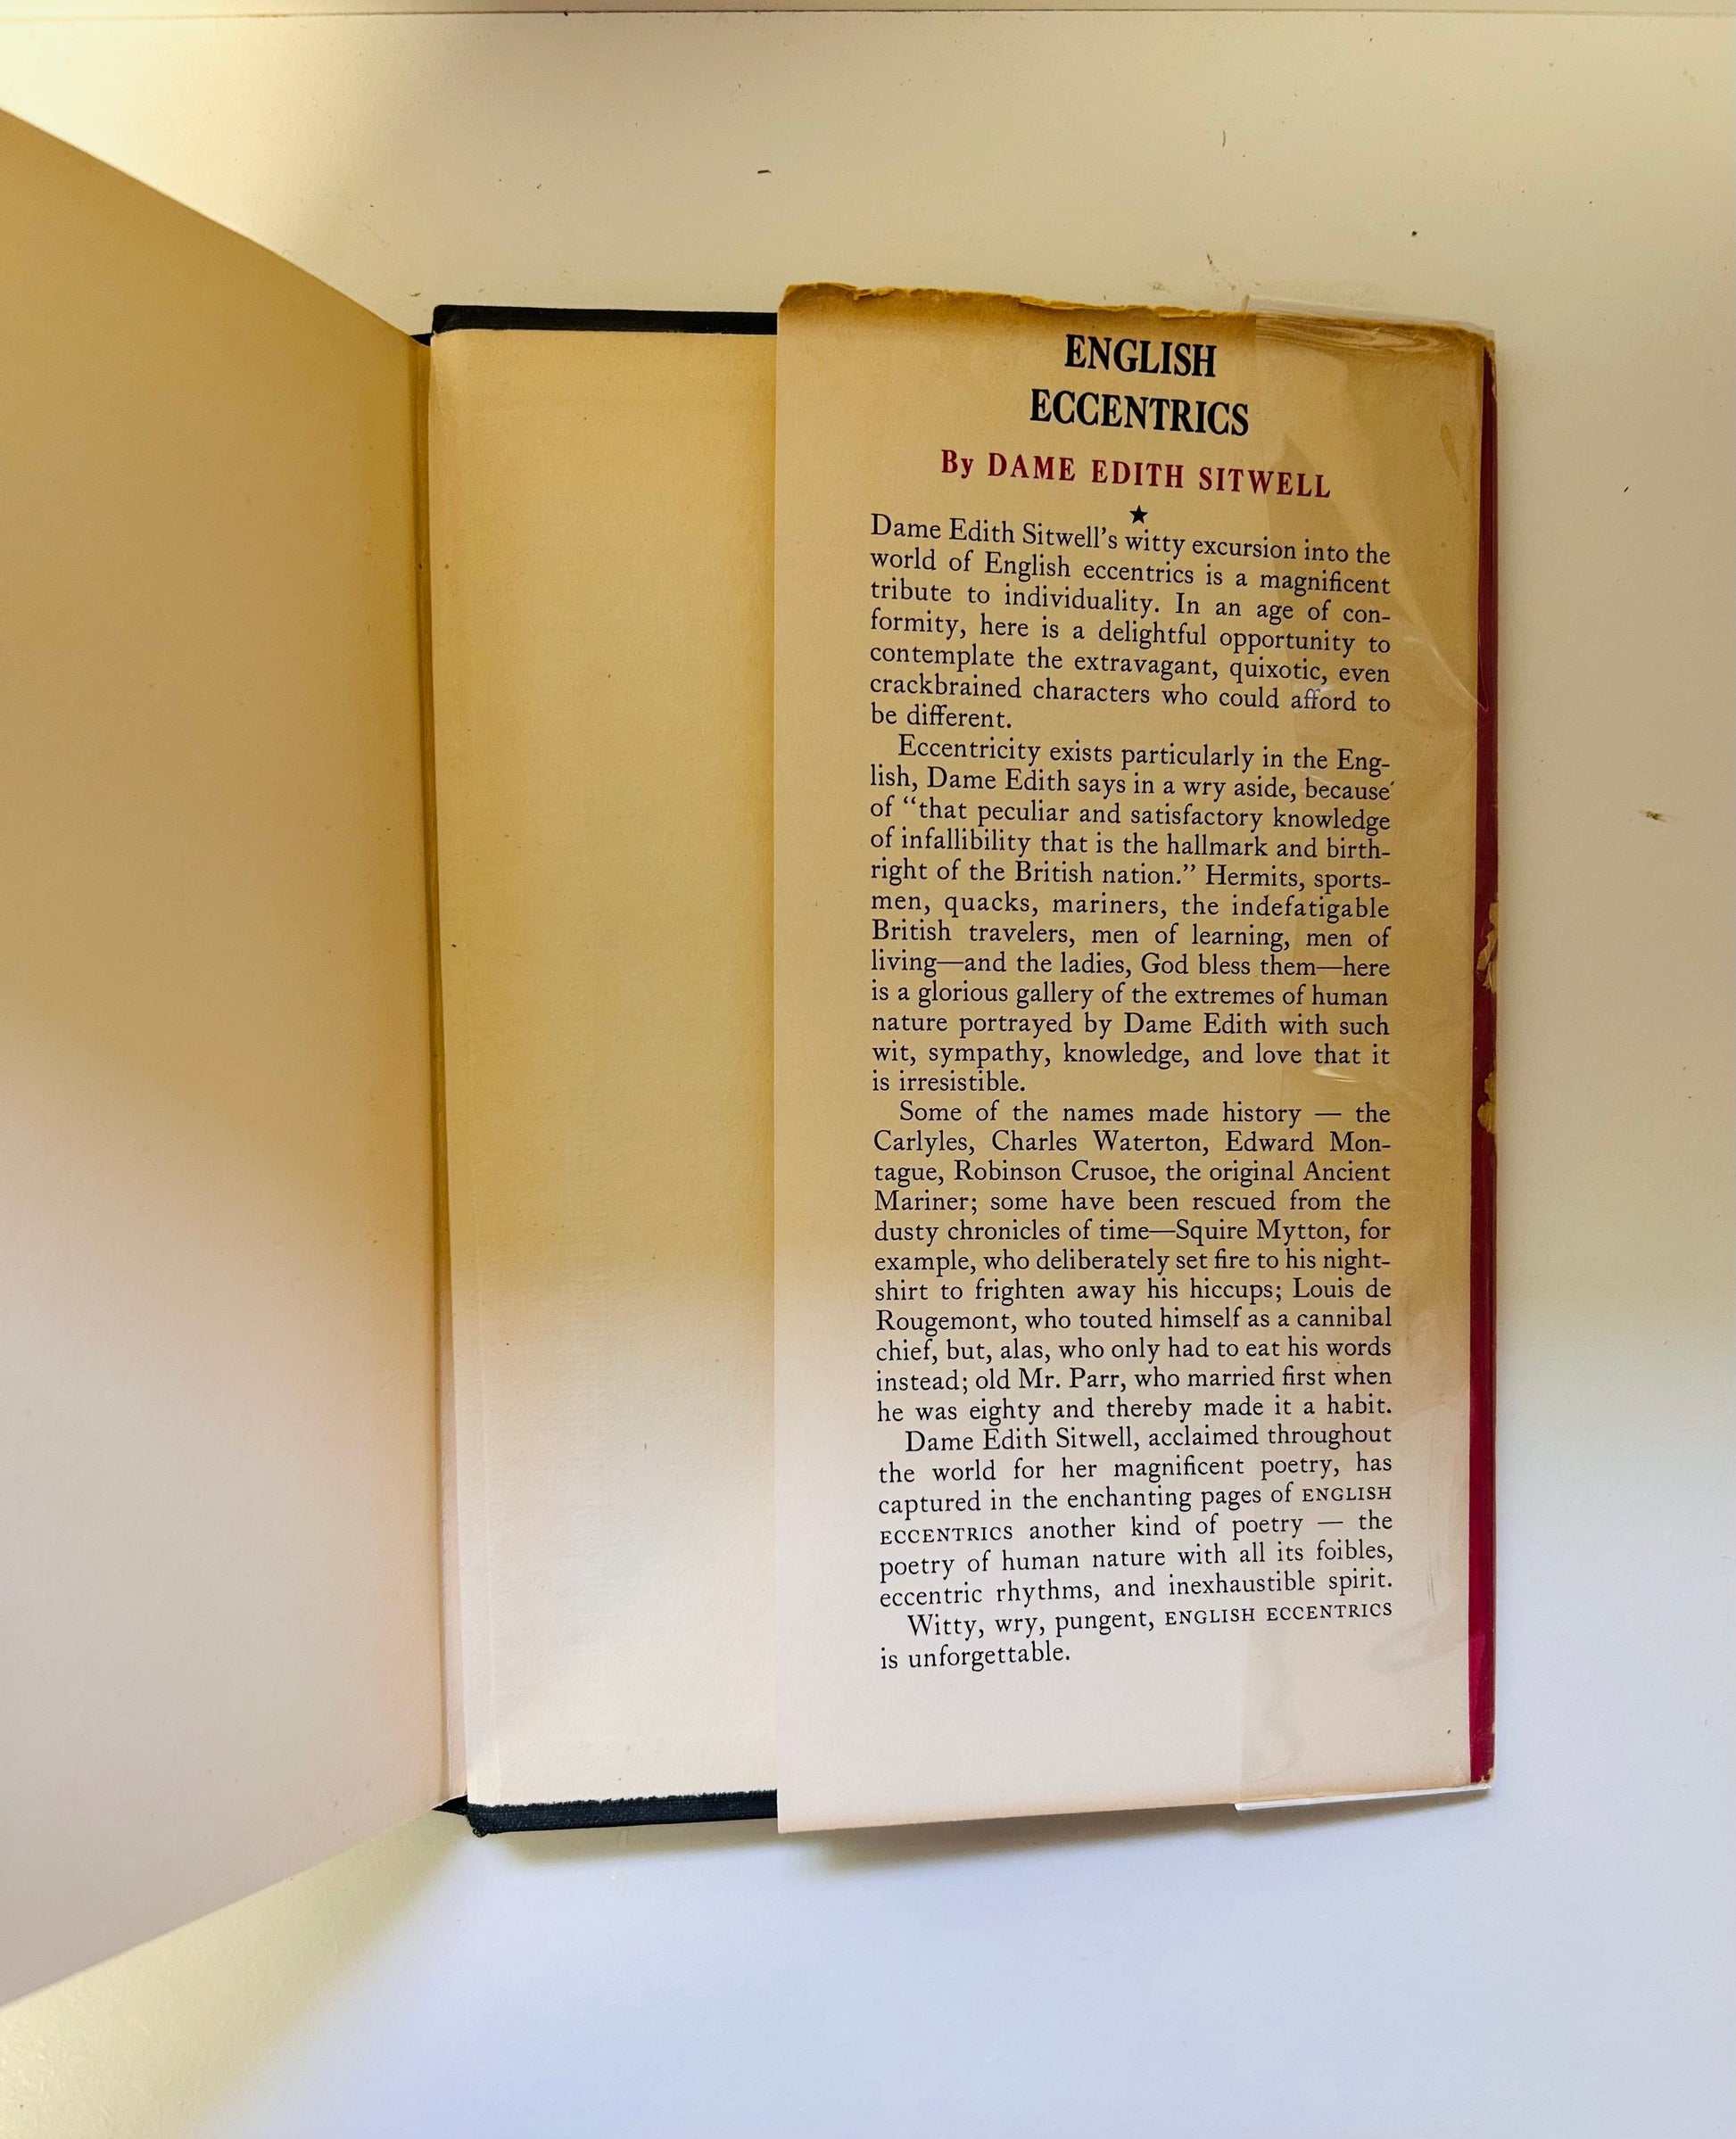 ENGLISH
ECCENTRICS
By DAME EDITH SITWELL
★
Dame Edith Sitwell’s witty excursion into the
world of English eccentrics is a magnificent
tribute to individuality. In an age of con-
formity, here is a delightful opportunity to
contemplate the extravagant, quixotic, even
crackbrained characters who could afford to
be different.
Eccentricity exists particularly in the Eng-
lish, Dame Edith says in a wry aside, because
of “that peculiar and satisfactory knowledge
of infallibility that is the hallmark and birth-
right of the British nation.” Hermits, sports-
men, quacks, mariners, the indefatigable
British travelers, men of learning, men of
living—and the ladies, God bless them—here
is a glorious gallery of the extremes of human
nature portrayed by Dame Edith with such
wit, sympathy, knowledge, and love that it
is irresistible.
Some of the names made history — the
Carlyles, Charles Waterton, Edward Mon-
tague, Robinson Crusoe, the original Ancient
Mariner; some have been rescued from the
dusty chronicles of time—Squire Mytton, for
example, who deliberately set fire to his night-
shirt to frighten away his hiccups; Louis de
Rougemont, who touted himself as a cannibal
chief, but, alas, who only had to eat his words
instead; old Mr. Parr, who married first when
he was eighty and thereby made it a habit.
Dame Edith Sitwell, acclaimed throughout
the world for her magnificent poetry, has
captured in the enchanting pages of ENGLISH
ECCENTRICS another kind of poetry — the
poetry of human nature with all its foibles,
eccentric rhythms, and inexhaustible spirit.
Witty, wry, pungent, ENGLISH ECCENTRICS
is unforgettable.